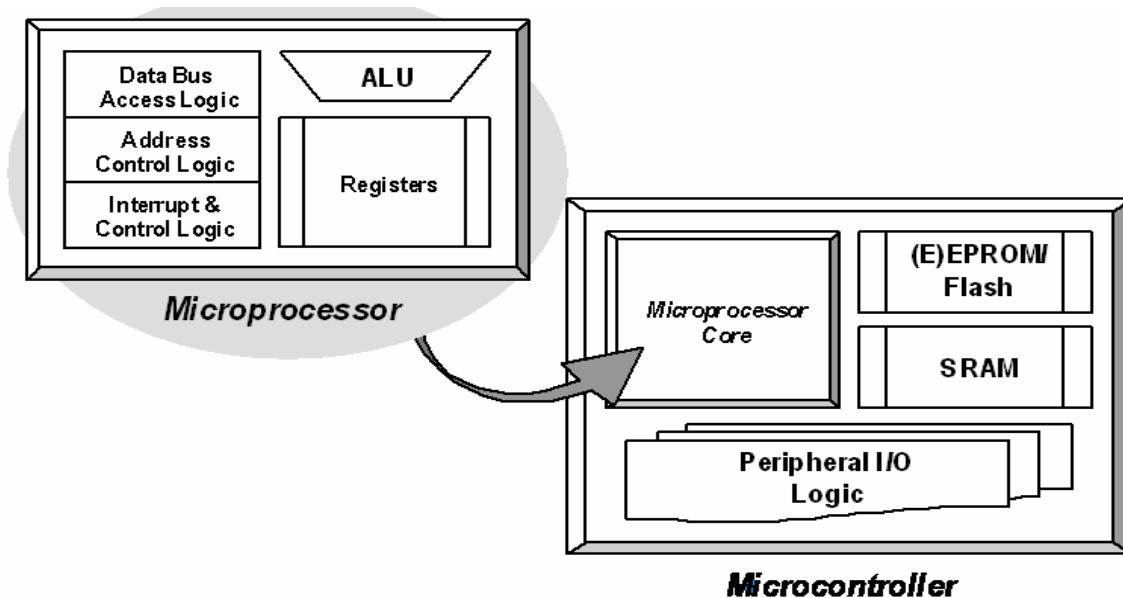 Data Bus
Access Logic
Address
Control Logic
Interrupt &
Control Logic
ALU
Registers
Microprocessor
Microprocessor
Core
(E)EPROM/
Flash
SRAM
Peripheral I/O
Logic
Microcontroller